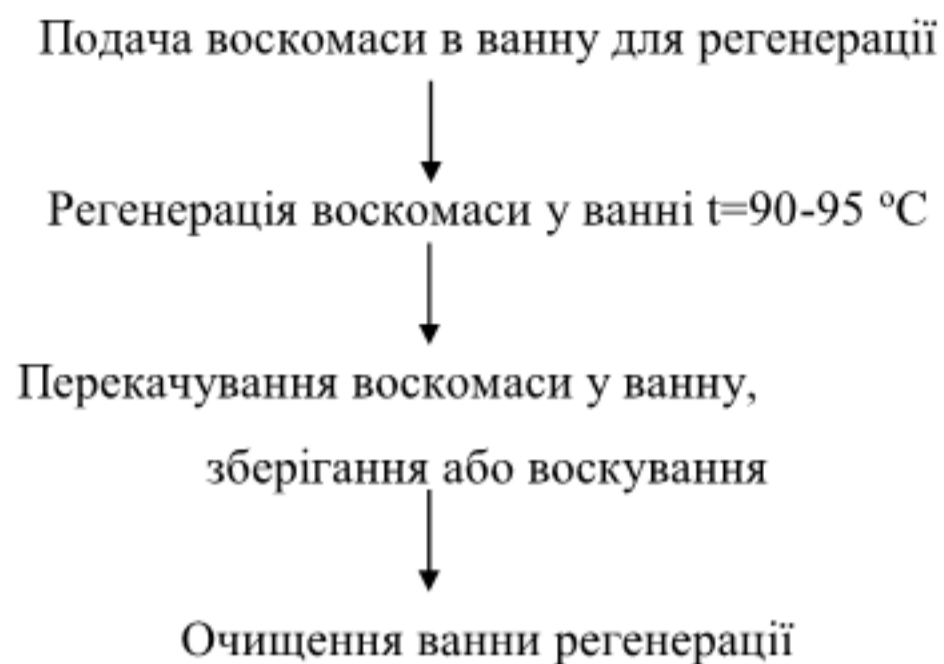 Подача воскомаси в ванну для регенерації
Регенерація воскомаси у ванні t=90-95 ºС
Перекачування воскомаси у ванну,
зберігання або воскування
Очищення ванни регенерації